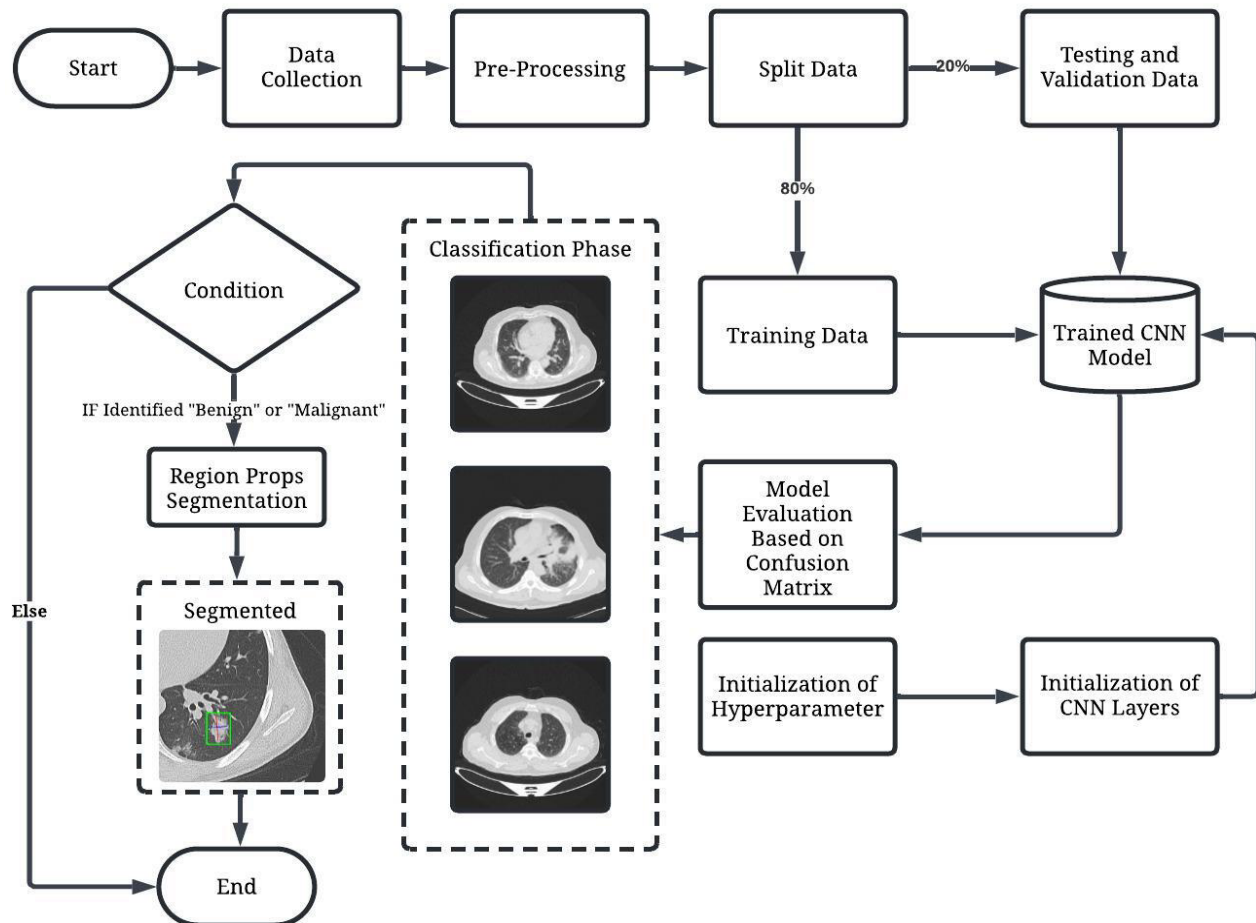 Start
Data
Collection
Pre-Processing
Split Data
20%
Testing and
Validation Data
80%
Condition
Classification Phase
Training Data
Trained CNN
Model
IF Identified "Benign" or "Malignant"
Region Props
Segmentation
Model
Evaluation
Based on
Confusion
Matrix
Else
Segmented
Initialization of
Hyperparameter
Initialization of
CNN Layers
End